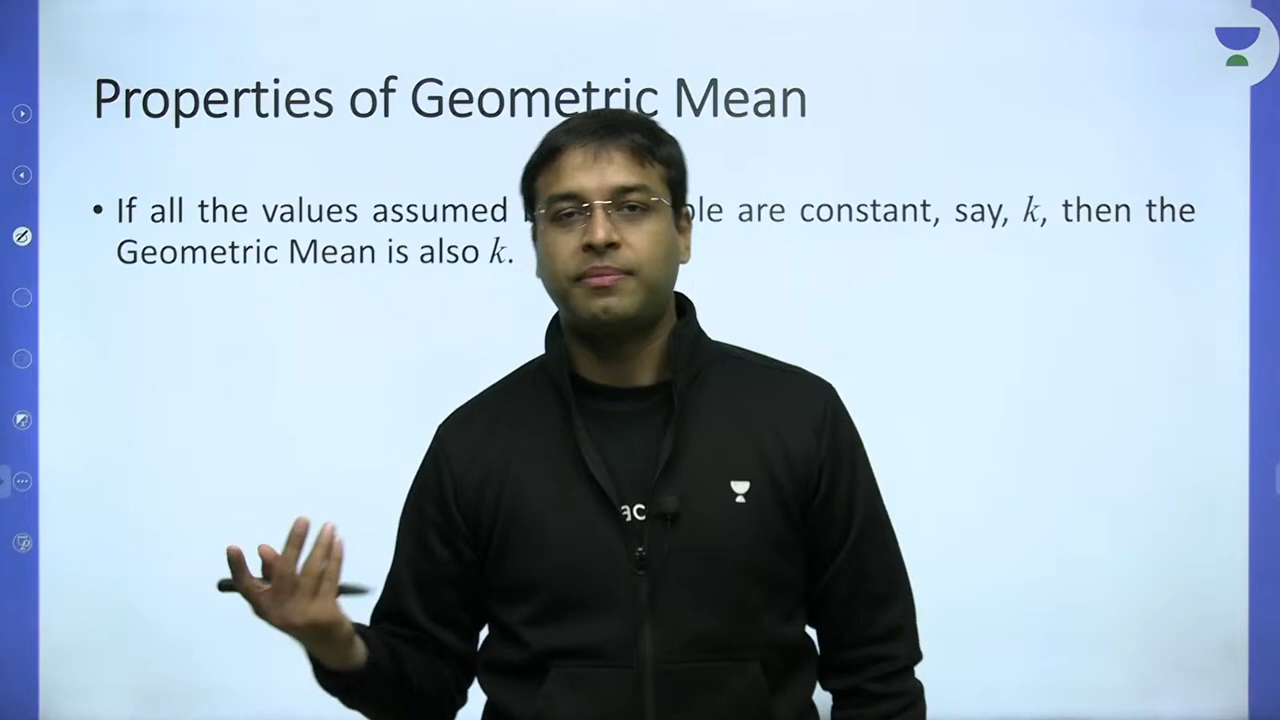 Properties of Geometric Mean
• If all the values assumed are constant, say, k, then the
Geometric Mean is also k.
ac